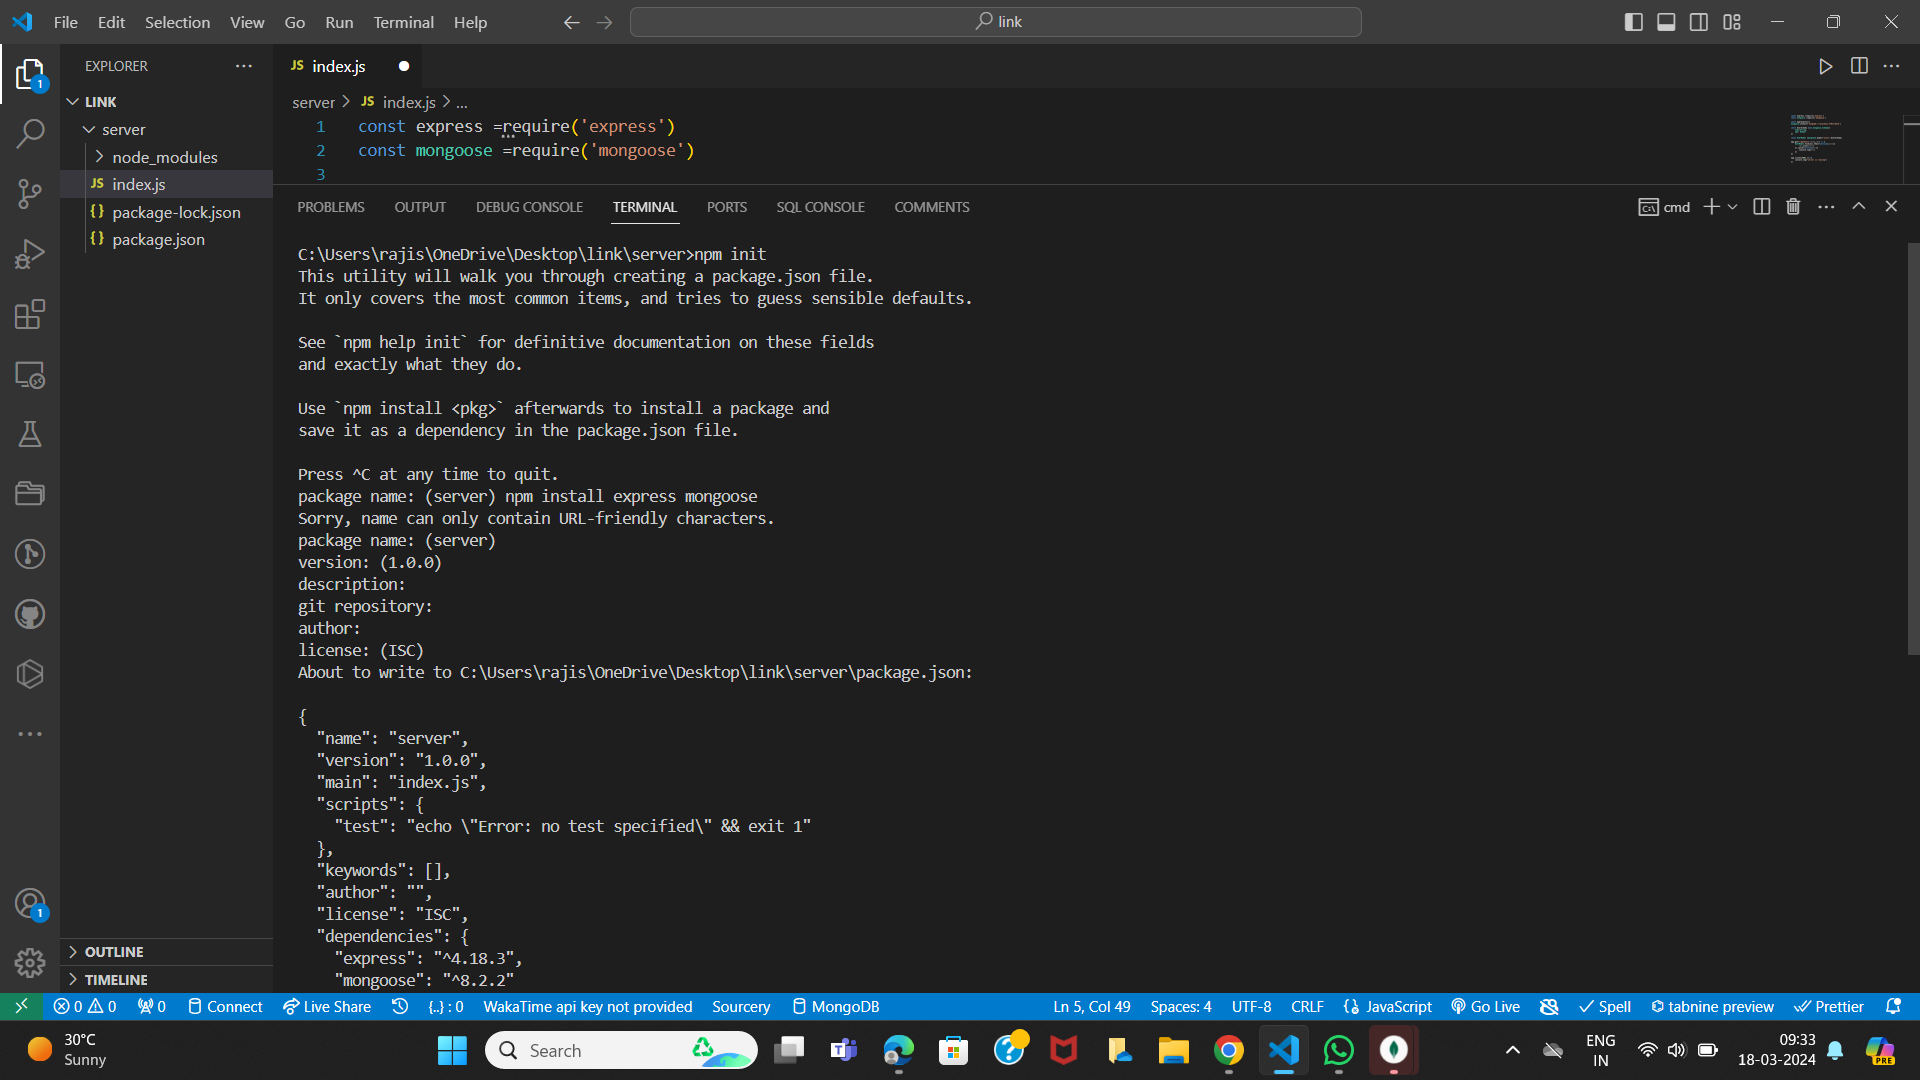 File Edit Selection View Go Run Terminal Help
link
EXPLORER
index.js
LINK
server
node_modules
index.js
package-lock.json
package.json
server > JS index.js > ...
1 const express =require('express')
2 const mongoose =require('mongoose')
3
PROBLEMS OUTPUT DEBUG CONSOLE TERMINAL PORTS SQL CONSOLE COMMENTS
cmd
C:\Users\rajis\OneDrive\Desktop\link\server>npm init
This utility will walk you through creating a package.json file.
It only covers the most common items, and tries to guess sensible defaults.
See `npm help init` for definitive documentation on these fields
and exactly what they do.
Use `npm install <pkg>` afterwards to install a package and
save it as a dependency in the package.json file.
Press ^C at any time to quit.
package name: (server) npm install express mongoose
Sorry, name can only contain URL-friendly characters.
package name: (server)
version: (1.0.0)
description:
git repository:
author:
license: (ISC)
About to write to C:\Users\rajis\OneDrive\Desktop\link\server\package.json:
{
"name": "server",
"version": "1.0.0",
"main": "index.js",
"scripts": {
"test": "echo \"Error: no test specified\" && exit 1"
},
"keywords": [],
"author": "",
"license": "ISC",
"dependencies": {
"express": "^4.18.3",
"mongoose": "^8.2.2"
OUTLINE
TIMELINE
0 0 0 Connect Live Share {..} : 0 WakaTime api key not provided Sourcery MongoDB Ln 5, Col 49 Spaces: 4 UTF-8 CRLF JavaScript Go Live Spell tabnine preview Prettier
30°C
Sunny
Search
ENG
IN
09:33
18-03-2024
PRE